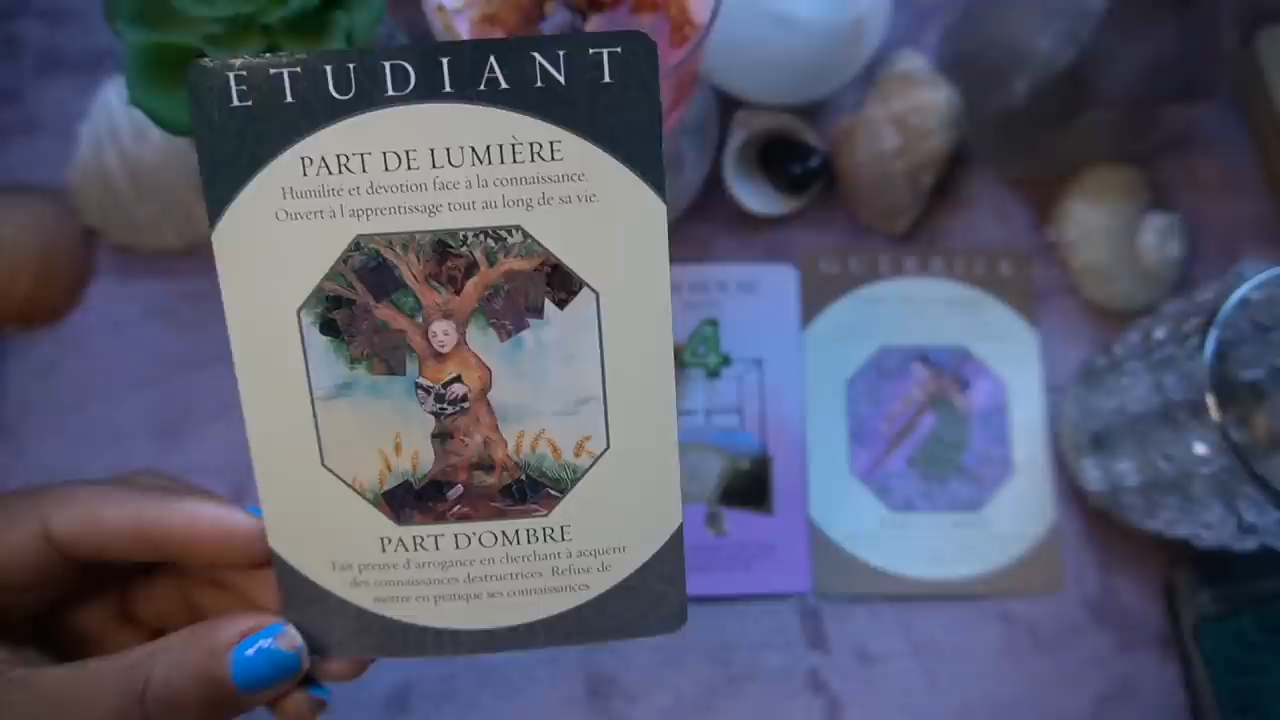 ÉTUDIANT
PART DE LUMIÈRE
Humilité et dévotion face à la connaissance.
Ouvert à l'apprentissage tout au long de sa vie.
PART D'OMBRE
Fait preuve d'arrogance en cherchant à acquérir
des connaissances destructrices. Refuse de
mettre en pratique ses connaissances
4